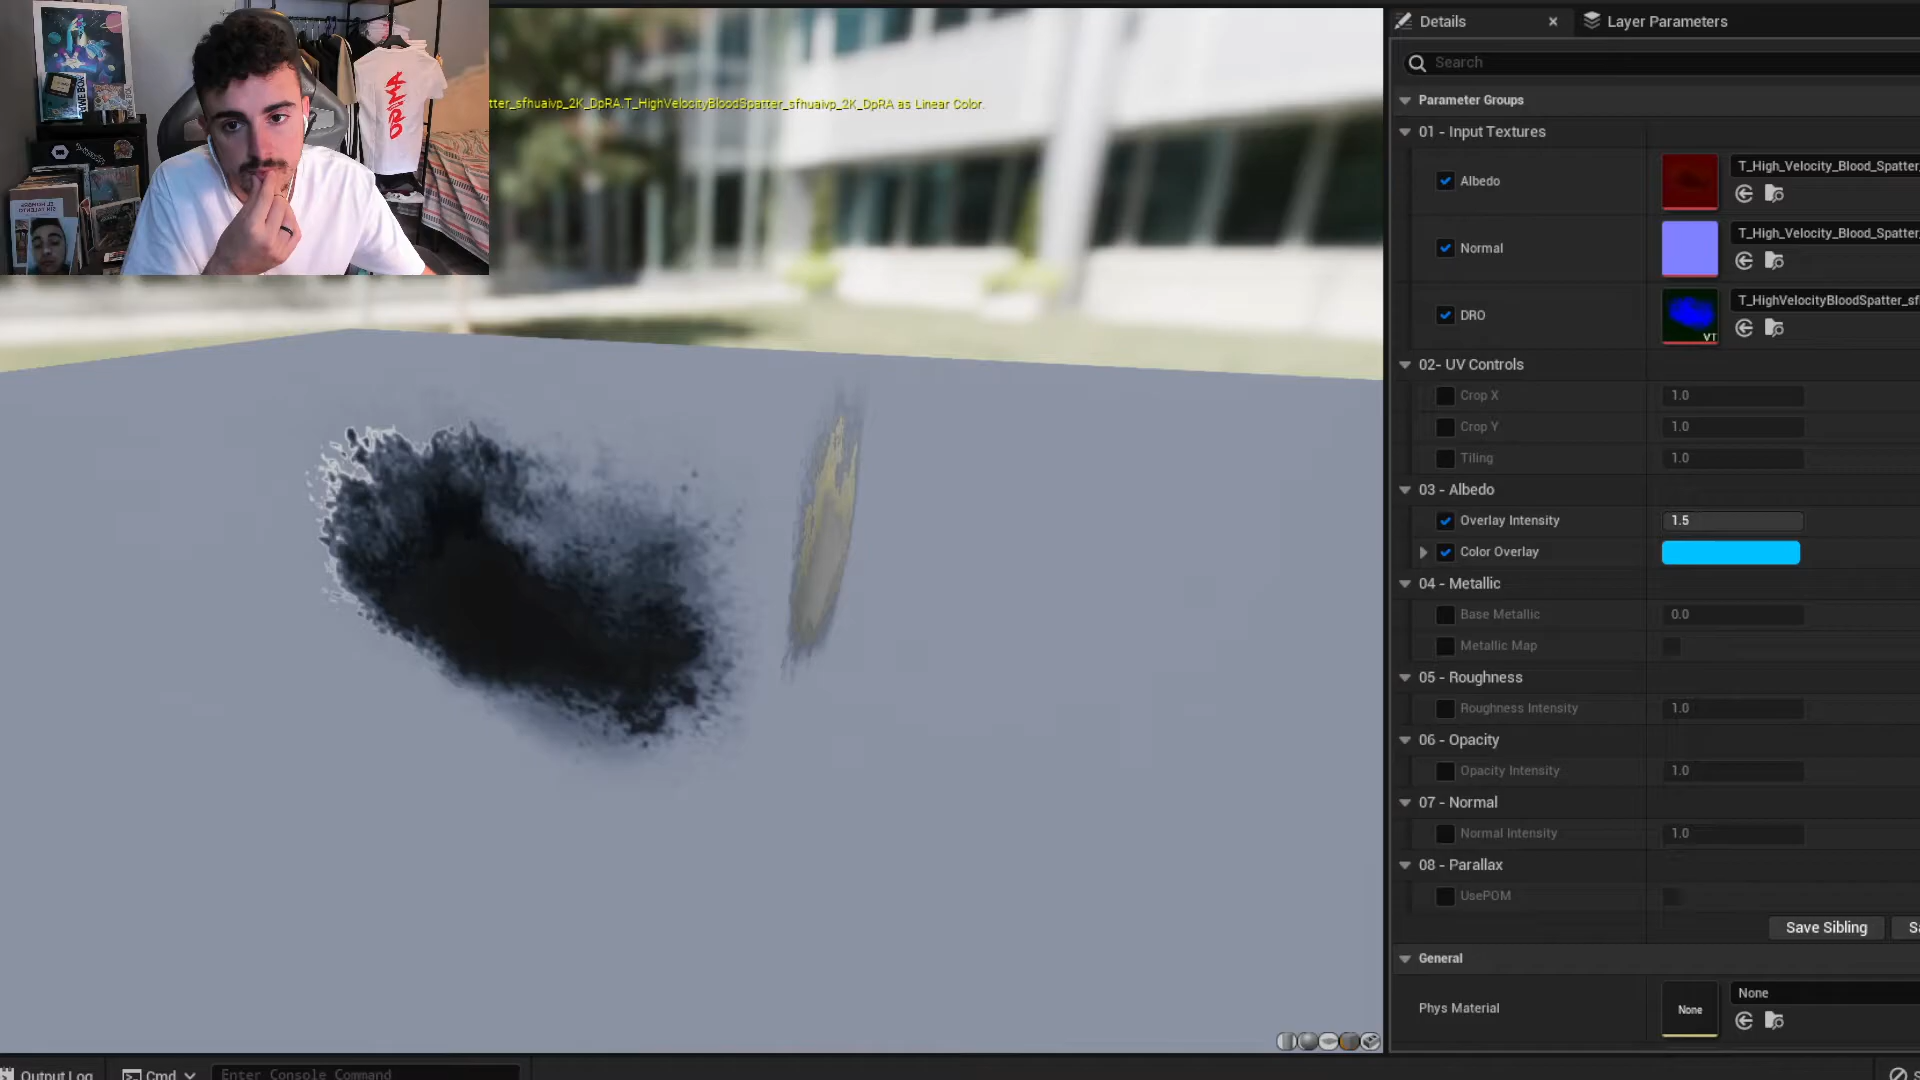 tter_sfhuaivp_2K_DpRA.T_HighVelocityBloodSpatter_sfhuaivp_2K_DpRA as Linear Color.
Details
Layer Parameters
Search
Parameter Groups
01 - Input Textures
Albedo
T_High_Velocity_Blood_Spatter
Normal
T_High_Velocity_Blood_Spatter
DRO
VT
T_HighVelocityBloodSpatter_sf
02- UV Controls
Crop X
1.0
Crop Y
1.0
Tiling
1.0
03 - Albedo
Overlay Intensity
1.5
Color Overlay
04 - Metallic
Base Metallic
0.0
Metallic Map
05 - Roughness
Roughness Intensity
1.0
06 - Opacity
Opacity Intensity
1.0
07 - Normal
Normal Intensity
1.0
08 - Parallax
UsePOM
Save Sibling
General
Phys Material
None
None
Output Log
Cmd
Enter Console Command